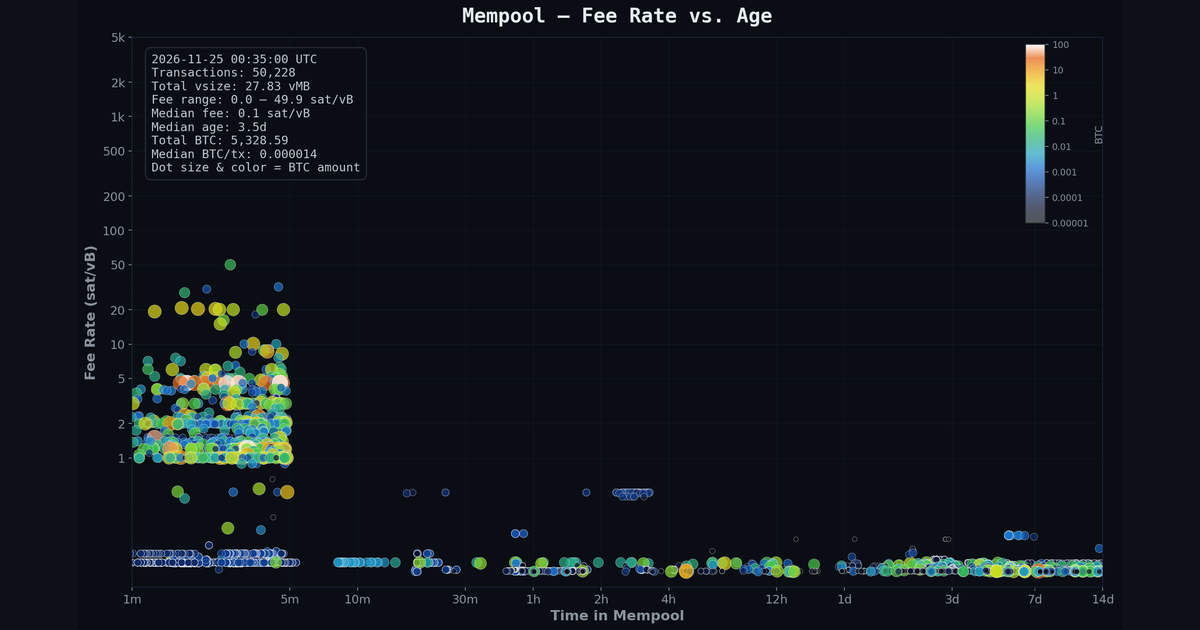 Mempool — Fee Rate vs. Age
2026-11-25 00:35:00 UTC
Transactions: 50,228
Total vsize: 27.83 vMB
Fee range: 0.0 – 49.9 sat/vB
Median fee: 0.1 sat/vB
Median age: 3.5d
Total BTC: 5,328.59
Median BTC/tx: 0.000014
Dot size & color = BTC amount
100
10
1
0.1
0.01
0.001
0.0001
0.00001
BTC
Fee Rate (sat/vB)
5k
2k
1k
500
200
100
50
20
10
5
2
1
1m
5m
10m
30m
1h
2h
4h
12h
1d
3d
7d
14d
Time in Mempool